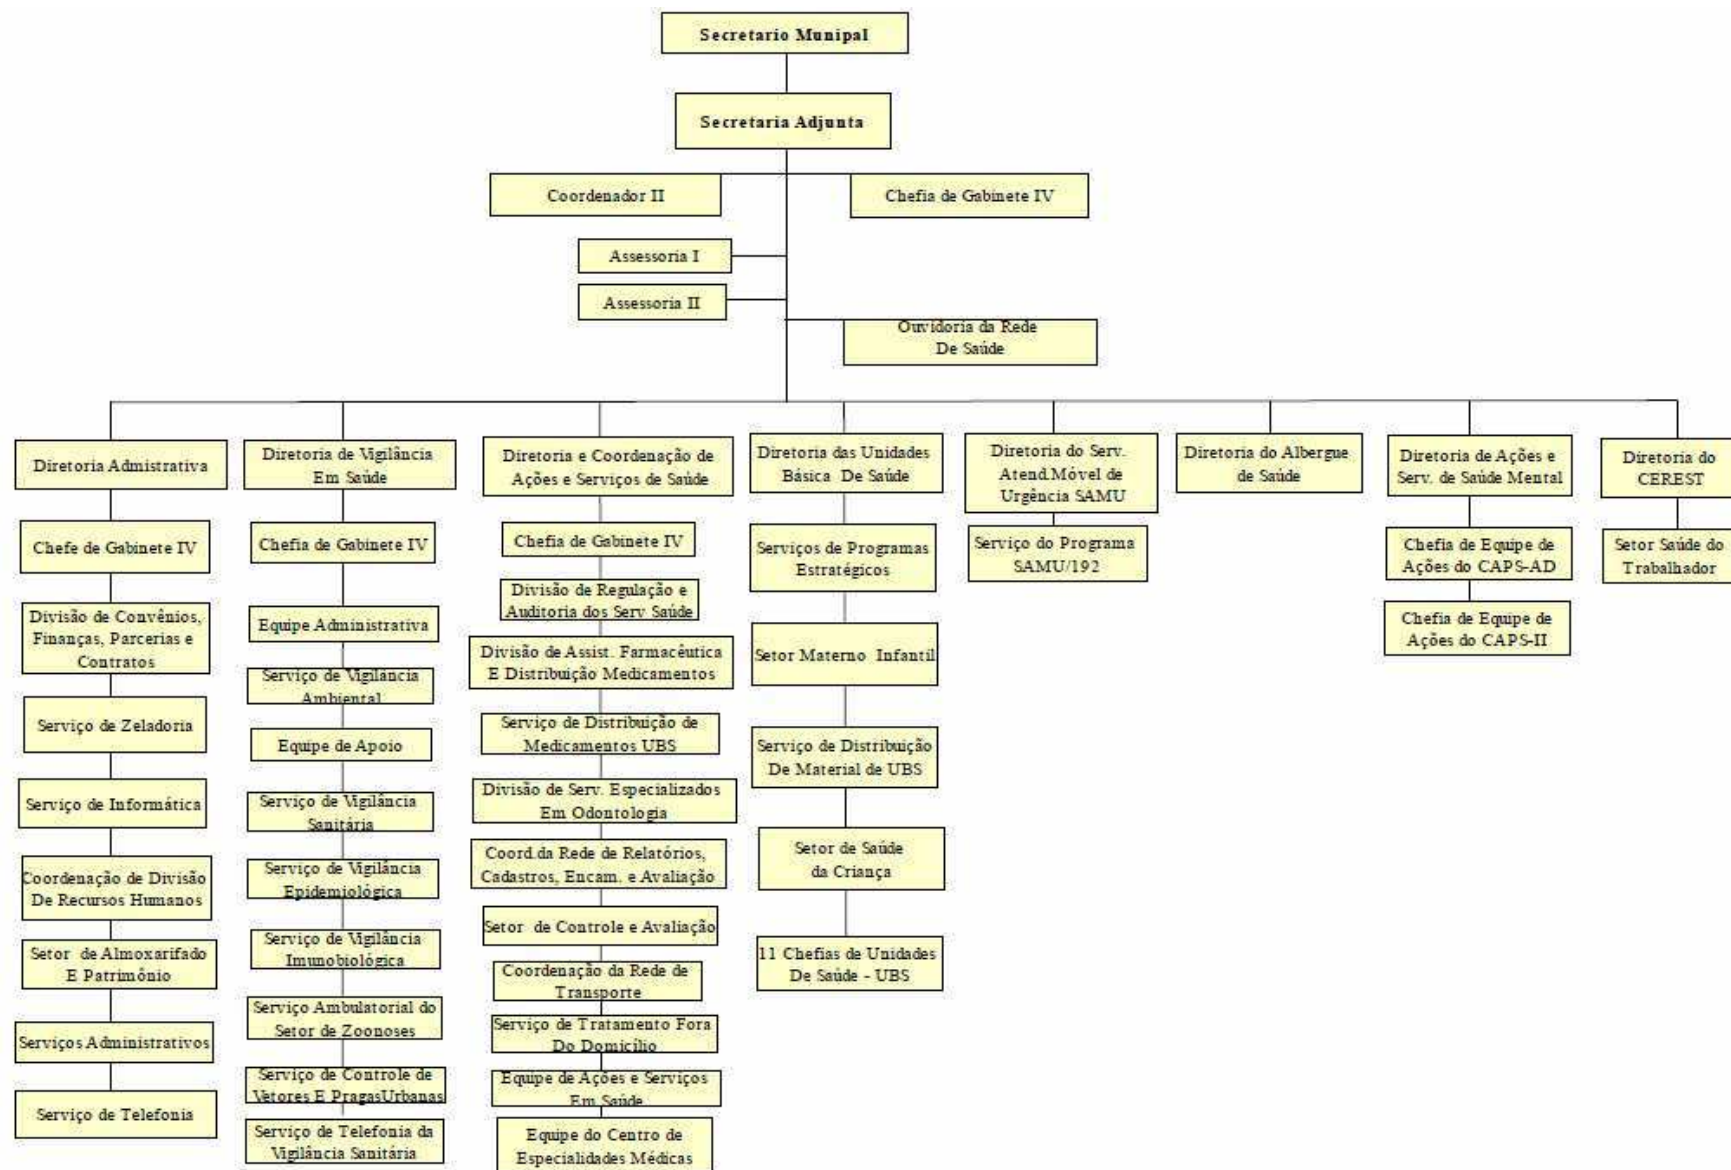 Secretario Munipal
Secretaria Adjunta
Coordenador II
Chefia de Gabinete IV
Assessoria I
Assessoria II
Ouvidoria da Rede
De Saúde
Diretoria Admistrativa
Chefe de Gabinete IV
Divisão de Convênios,
Finanças, Parcerias e
Contratos
Serviço de Zeladoria
Serviço de Informática
Coordenação de Divisão
De Recursos Humanos
Setor de Almoxarifado
E Patrimônio
Serviços Administrativos
Serviço de Telefonia
Diretoria de Vigilância
Em Saúde
Chefia de Gabinete IV
Equipe Administrativa
Serviço de Vigilância
Ambiental
Equipe de Apoio
Serviço de Vigilância
Sanitária
Serviço de Vigilância
Epidemiológica
Serviço de Vigilância
Imunobiológica
Serviço Ambulatorial do
Setor de Zoonoses
Serviço de Controle de
Vetores E PragasUrbanas
Serviço de Telefonia da
Vigilância Sanitária
Diretoria e Coordenação de
Ações e Serviços de Saúde
Chefia de Gabinete IV
Divisão de Regulação e
Auditoria dos Serv Saúde
Divisão de Assist. Farmacêutica
E Distribuição Medicamentos
Serviço de Distribuição de
Medicamentos UBS
Divisão de Serv. Especializados
Em Odontologia
Coord.da Rede de Relatórios,
Cadastros, Encam. e Avaliação
Setor de Controle e Avaliação
Coordenação da Rede de
Transporte
Serviço de Tratamento Fora
Do Domicílio
Equipe de Ações e Serviços
Em Saúde
Equipe do Centro de
Especialidades Médicas
Diretoria das Unidades
Básica De Saúde
Serviços de Programas
Estratégicos
Setor Materno Infantil
Serviço de Distribuição
De Material de UBS
Setor de Saúde
da Criança
11 Chefias de Unidades
De Saúde - UBS
Diretoria do Serv.
Atend.Móvel de
Urgência SAMU
Serviço do Programa
SAMU/192
Diretoria do Albergue
de Saúde
Diretoria de Ações e
Serv. de Saúde Mental
Chefia de Equipe de
Ações do CAPS-AD
Chefia de Equipe de
Ações do CAPS-II
Diretoria do
CEREST
Setor Saúde do
Trabalhador